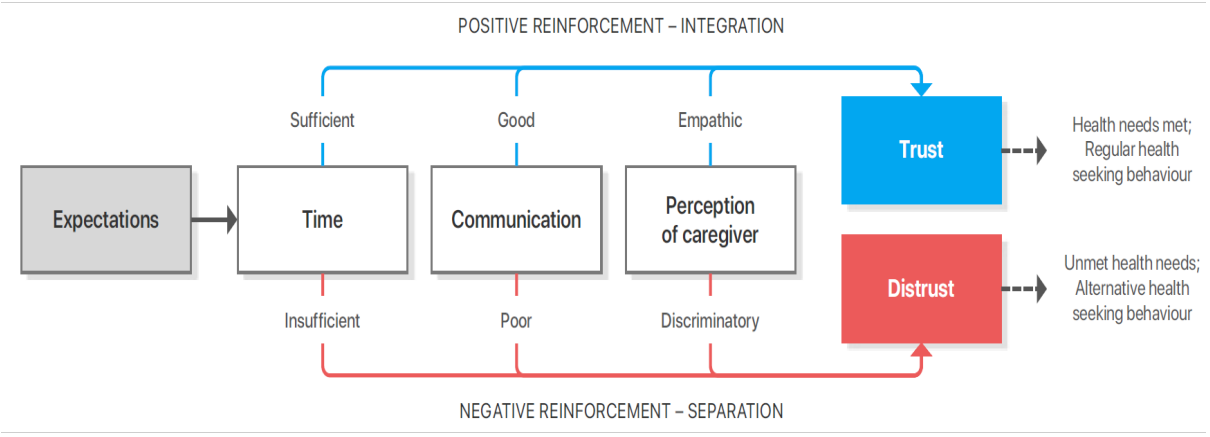 POSITIVE REINFORCEMENT – INTEGRATION
Sufficient
Good
Empathic
Expectations
Time
Communication
Perception
of caregiver
Trust
Health needs met;
Regular health
seeking behaviour
Distrust
Unmet health needs;
Alternative health
seeking behaviour
Insufficient
Poor
Discriminatory
NEGATIVE REINFORCEMENT – SEPARATION